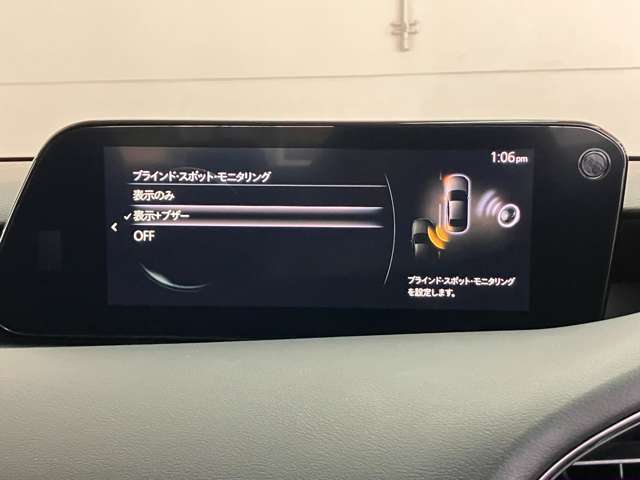 1:06pm
ブラインド・スポット・モニタリング
表示のみ
✓表示+ブザー
OFF
ブラインド・スポット・モニタリング
を設定します。